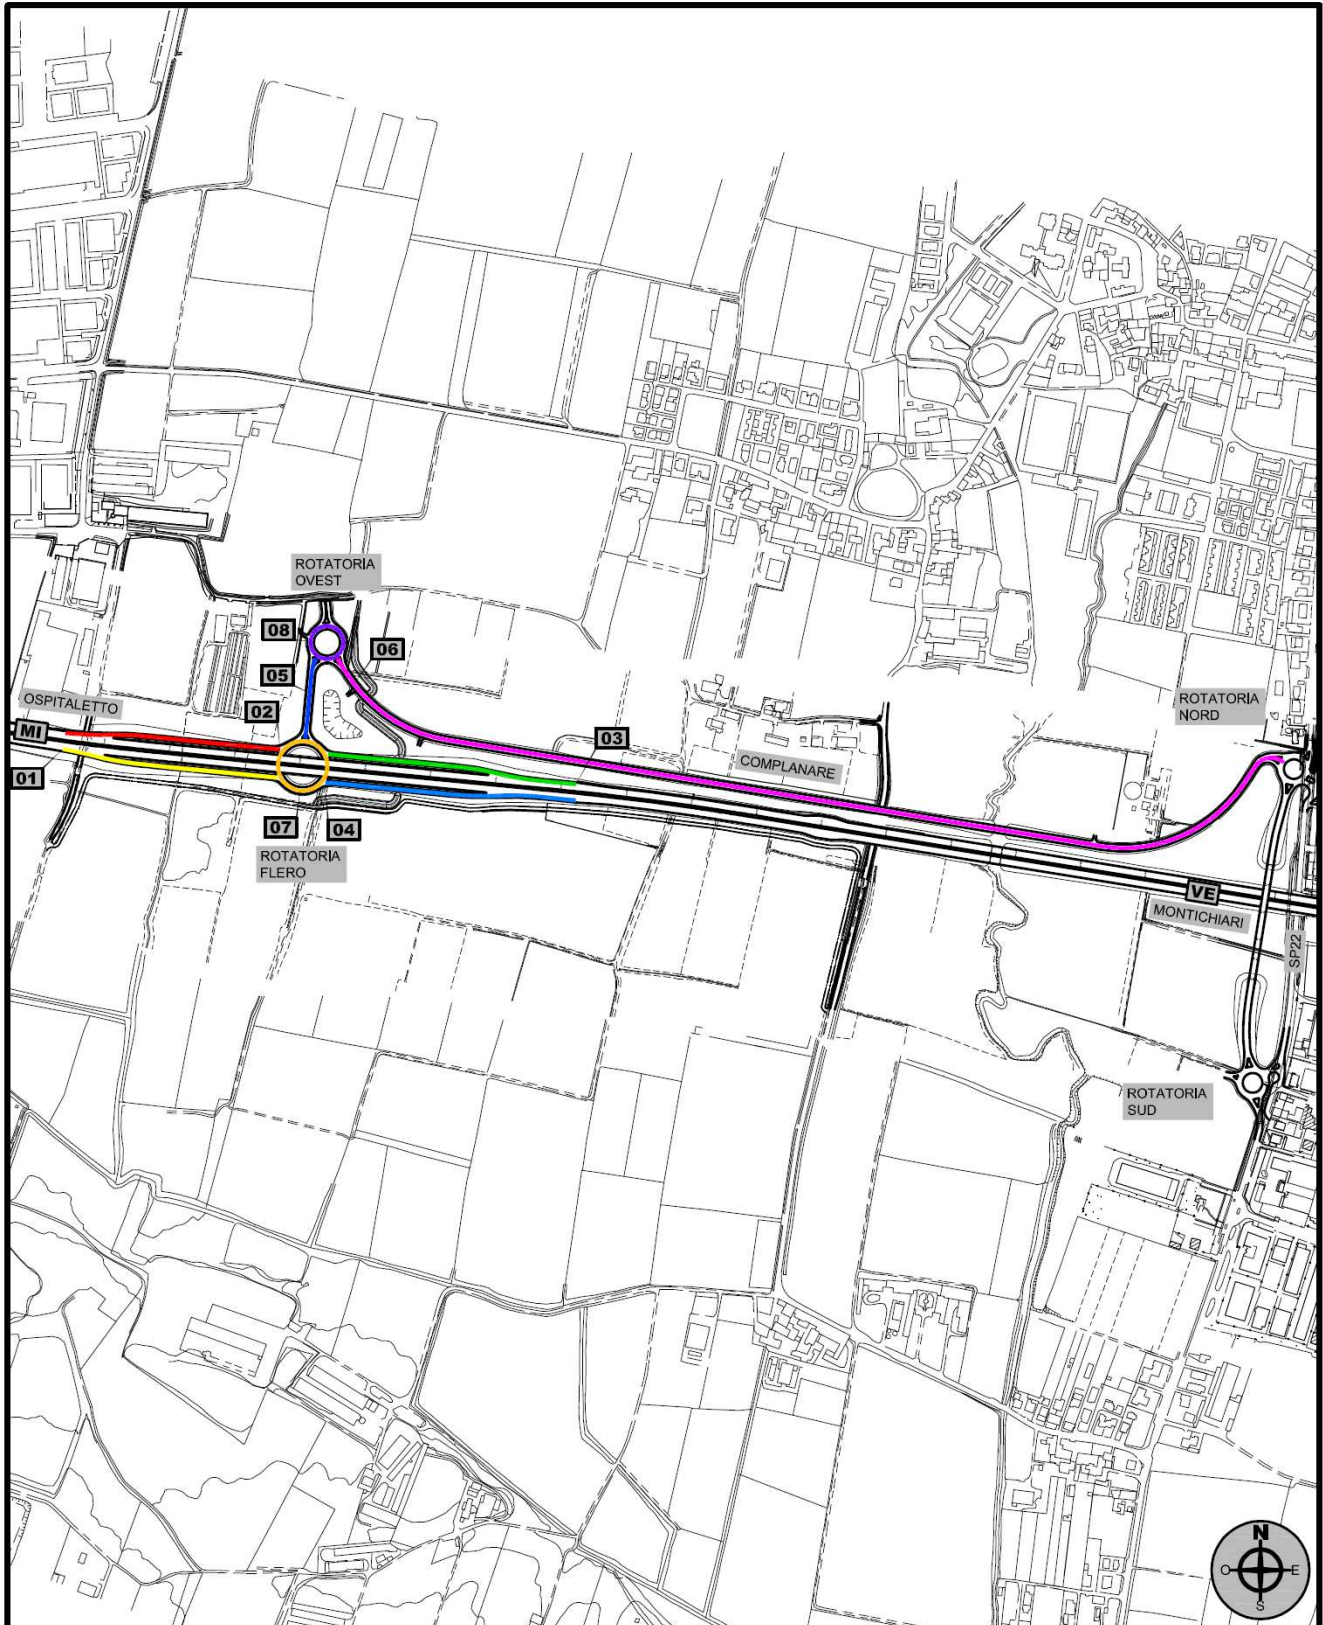 ROTATORIA
OVEST
08
06
05
OSPITALETTO
02
ROTATORIA
NORD
MI
03
01
COMPLANARE
07
04
VE
ROTATORIA
FLERO
MONTICHIARI
SP22
ROTATORIA
SUD
N
O
E
S